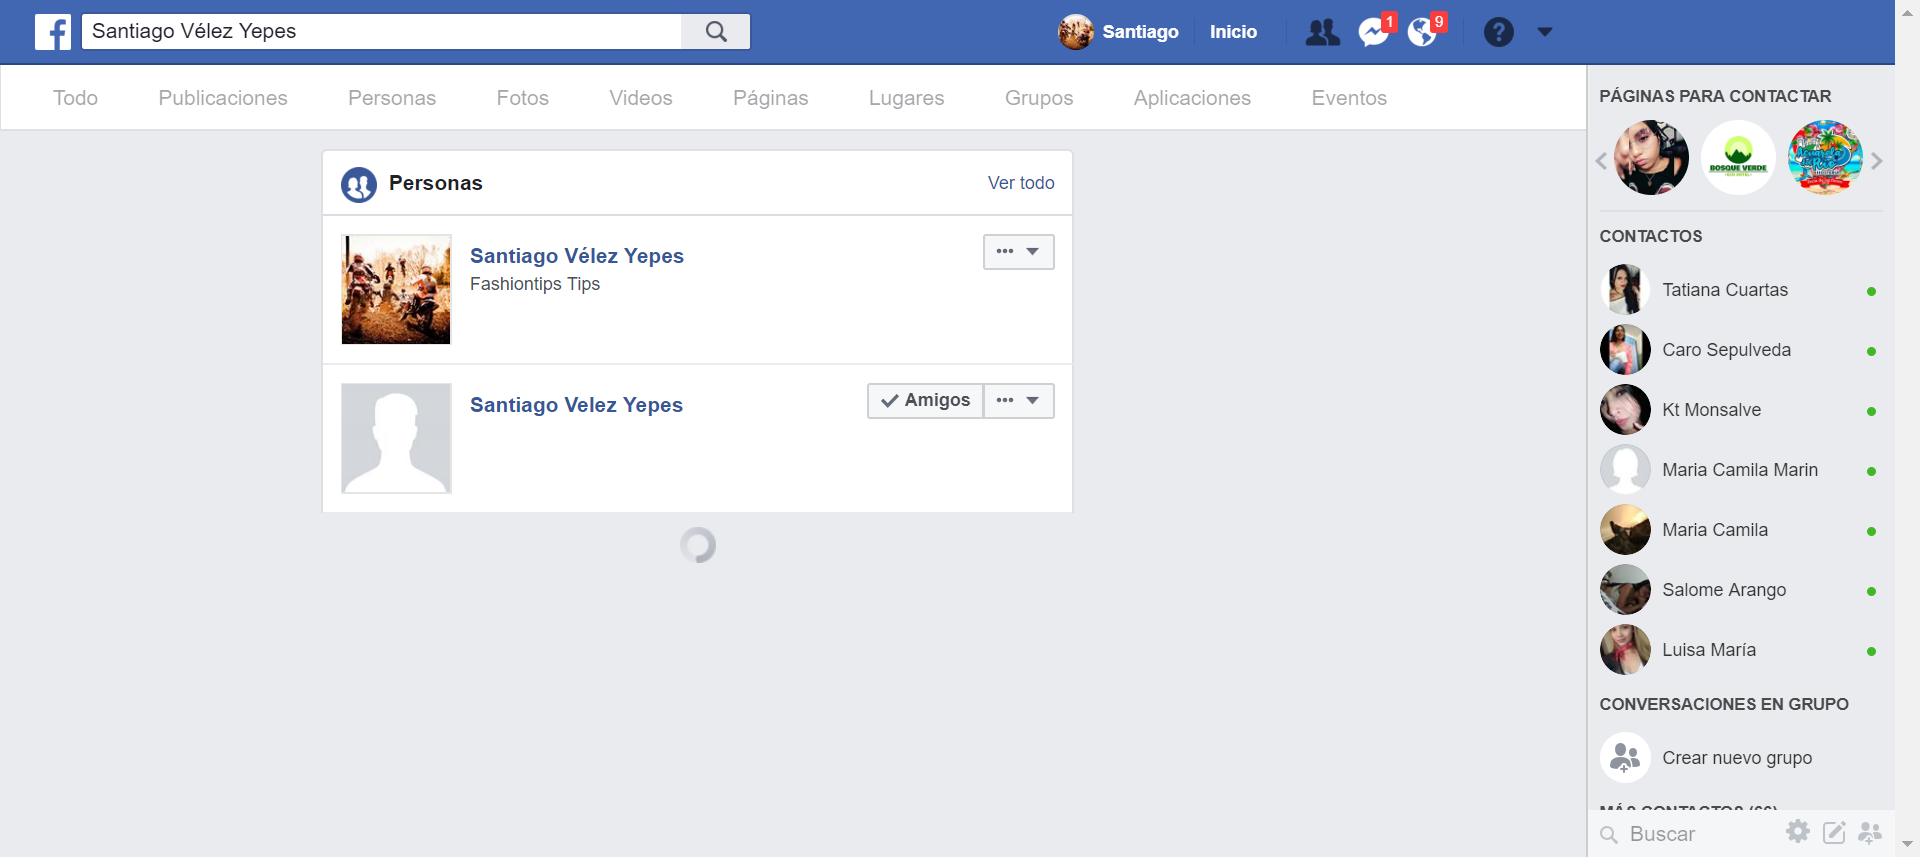 Santiago Vélez Yepes
Santiago
Inicio
1
9
Todo
Publicaciones
Personas
Fotos
Videos
Páginas
Lugares
Grupos
Aplicaciones
Eventos
Personas
Ver todo
Santiago Vélez Yepes
Fashiontips Tips
Santiago Velez Yepes
Amigos
PÁGINAS PARA CONTACTAR
BOSQUE VERDE
CONTACTOS
Tatiana Cuartas
Caro Sepulveda
Kt Monsalve
Maria Camila Marin
Maria Camila
Salome Arango
Luisa María
CONVERSACIONES EN GRUPO
Crear nuevo grupo
MÁS CONTACTOS (66)
Buscar